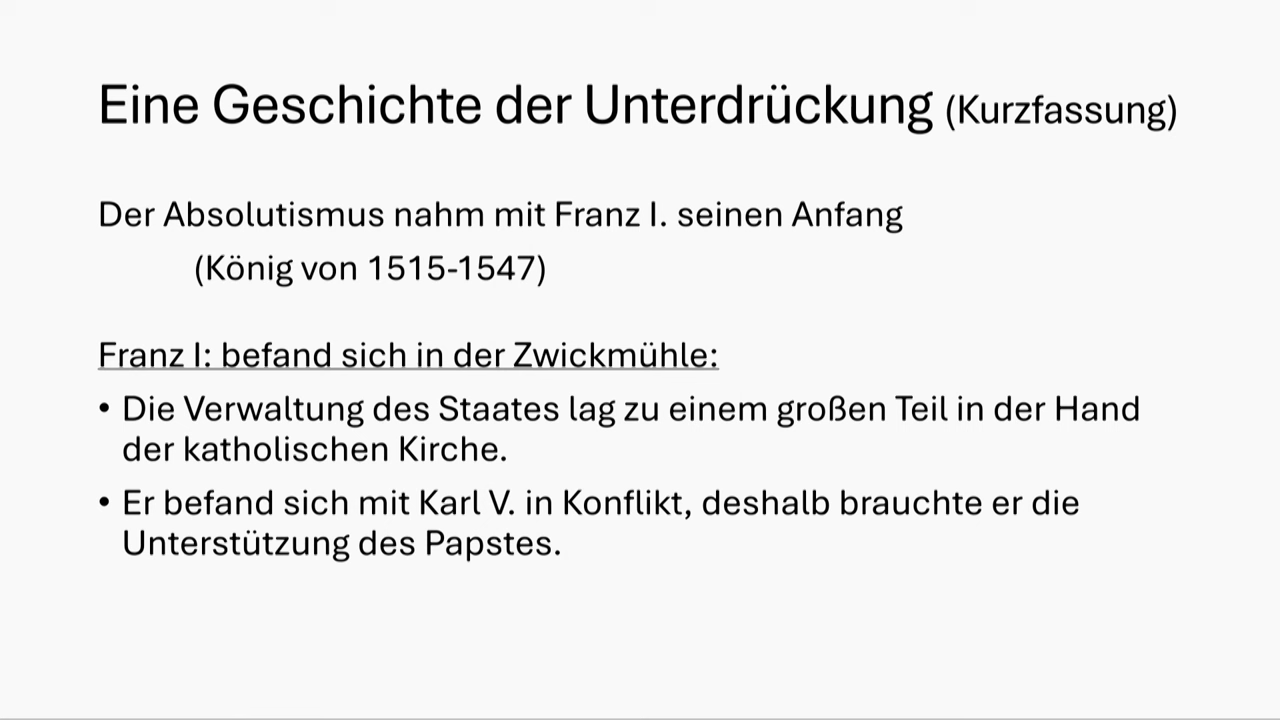 Eine Geschichte der Unterdrückung (Kurzfassung)
Der Absolutismus nahm mit Franz I. seinen Anfang
(König von 1515-1547)
Franz I: befand sich in der Zwickmühle:
• Die Verwaltung des Staates lag zu einem großen Teil in der Hand
der katholischen Kirche.
• Er befand sich mit Karl V. in Konflikt, deshalb brauchte er die
Unterstützung des Papstes.